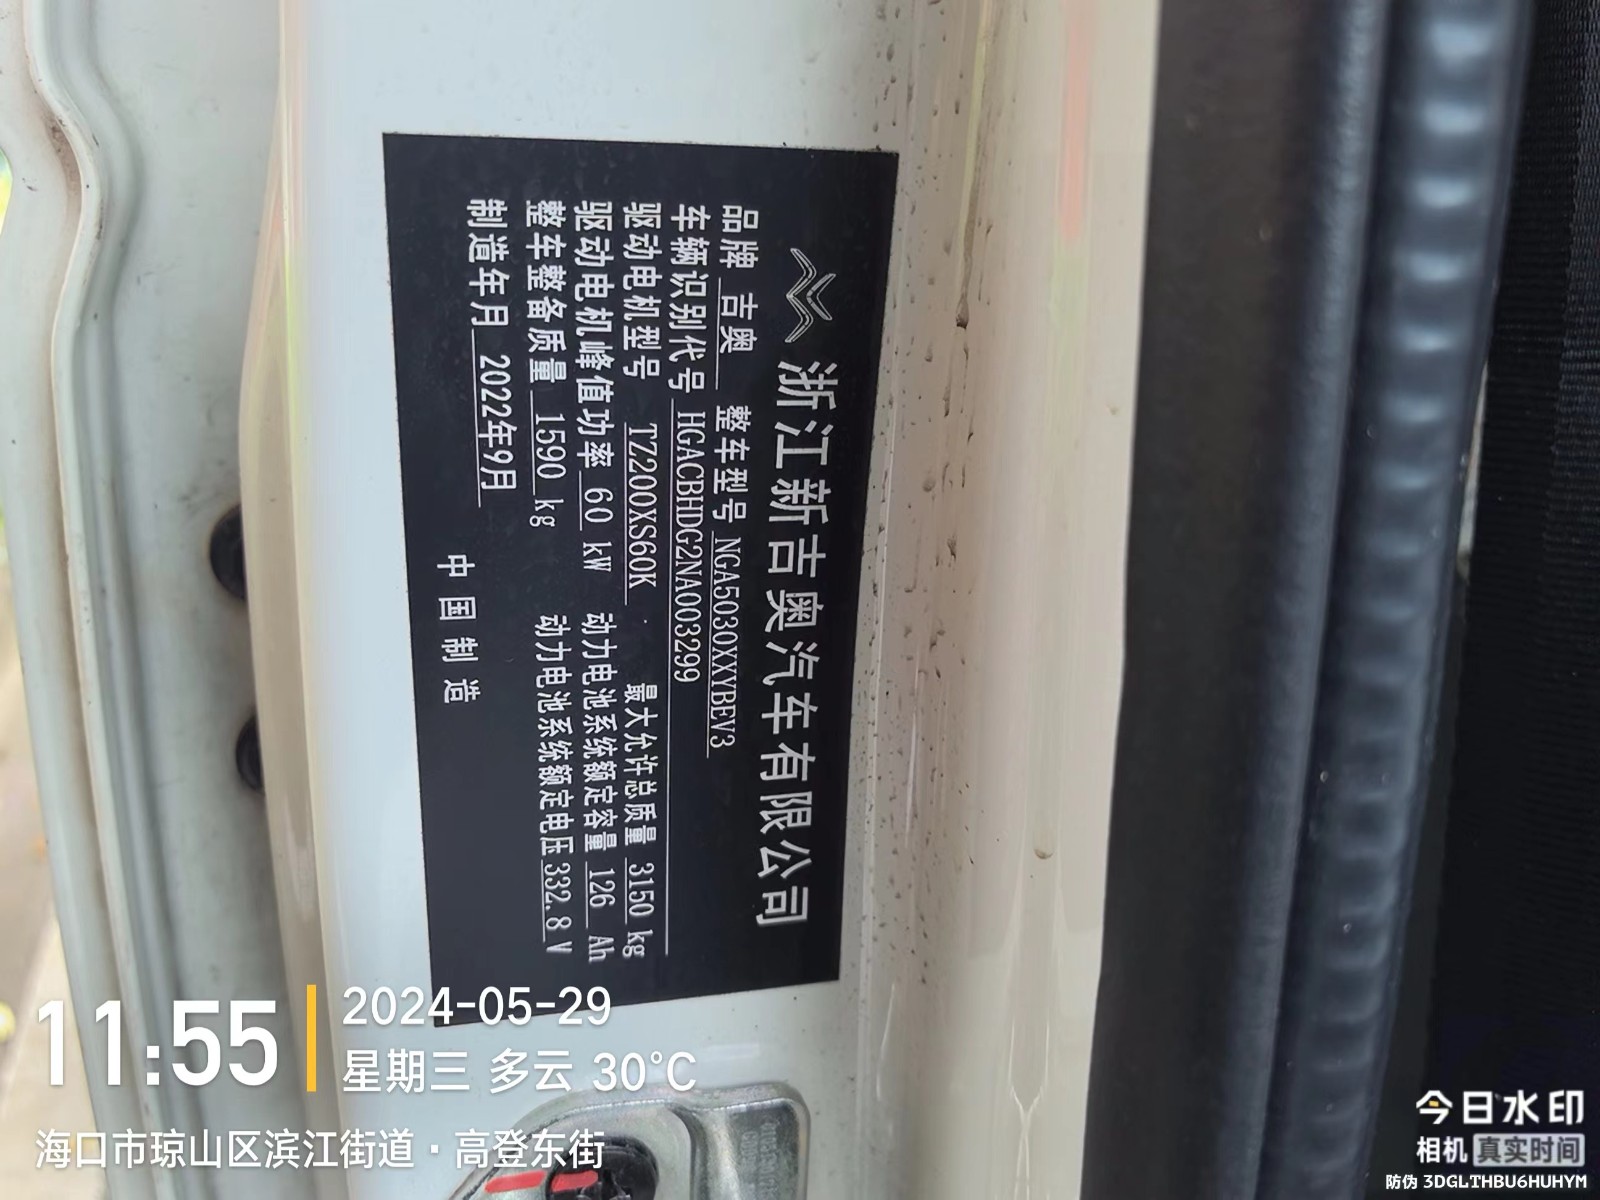 浙江新吉奥汽车有限公司
品牌 吉奥 整车型号 NGA5030XXYBEV3
车辆识别代号 HGACBHDG2NA003299
驱动电机型号 TZ200XS60K 最大允许总质量 3150 kg
驱动电机峰值功率 60 kW 动力电池系统额定容量 126 Ah
整车整备质量 1590 kg 动力电池系统额定电压 332.8 V
制造年月 2022年9月
中国制造
11:55
2024-05-29
星期三 多云 30°C
海口市琼山区滨江街道·高登东街
今日水印
相机 真实时间
防伪 3DGLTHBU6HUHYM